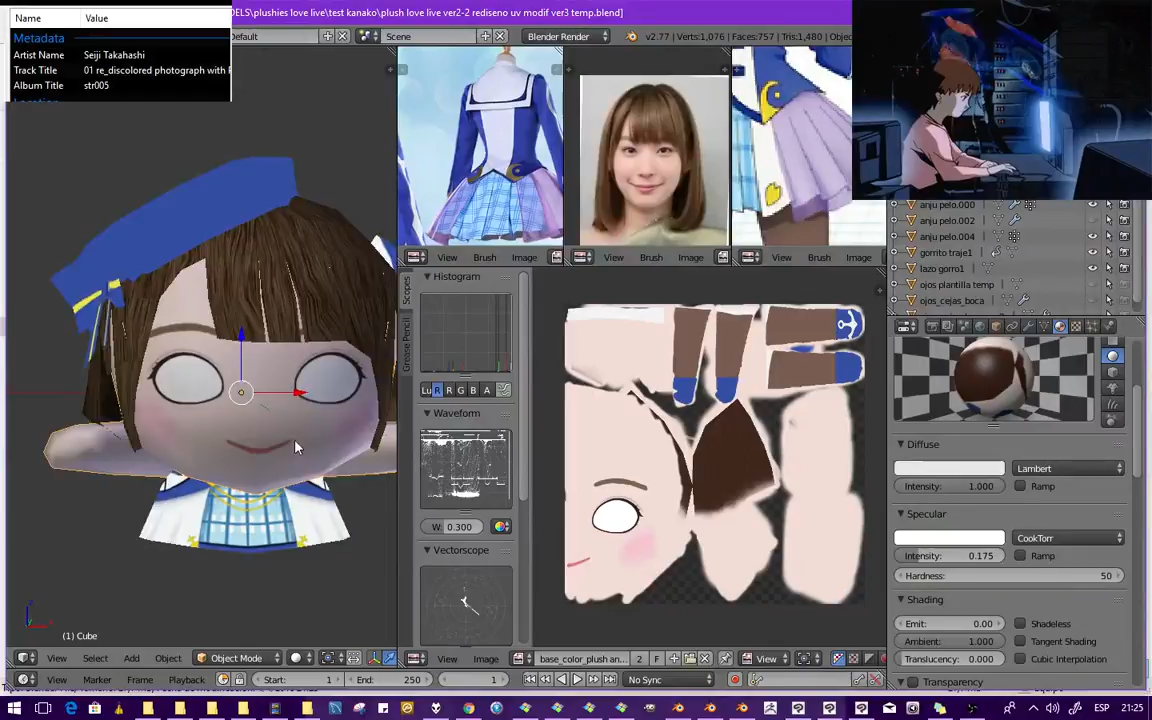 Name Value
DELS\plushies love live\test kanako\plush love live ver2-2 rediseno uv modif ver3 temp.blend]
Metadata
Artist Name Seiji Takahashi
Track Title 01 re_discolored photograph with
Album Title str005
Default Scene Blender Render v2.77 | Verts:1,076 | Faces:757 | Tris:1,480
anju pelo.000
anju pelo.002
anju pelo.004
gorrito traje1
lazo gorro1
ojos plantilla temp
ojos_cejas_boca
View Brush Image
View Brush Image
View Brush Image
Histogram
Scopes
Grease Pencil
Lu R G B A
Waveform
W: 0.300
Vectorscope
Diffuse
Lambert
Intensity: 1.000 Ramp
Specular
CookTorr
Intensity: 0.175 Ramp
Hardness: 50
Shading
Emit: 0.00 Shadeless
Ambient: 1.000 Tangent Shading
Translucency: 0.000 Cubic Interpolation
Transparency
(1) Cube
View Select Add Object Object Mode
View Image base_color_plush an... 2 F View
View Marker Frame Playback Start: 1 End: 250 1 No Sync
ESP 21:25